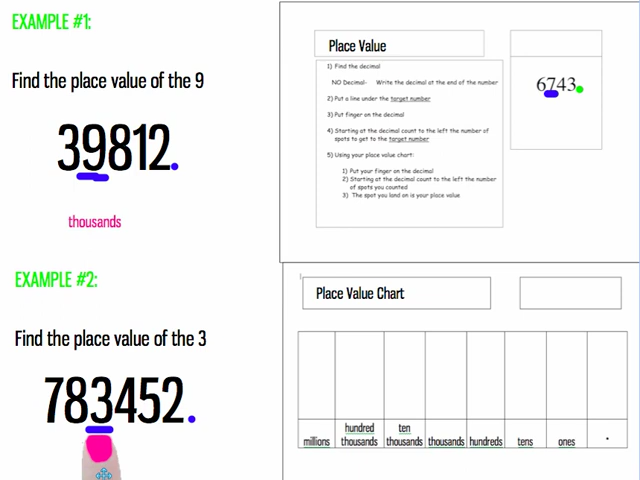 EXAMPLE #1:
Find the place value of the 9
39812.
thousands
EXAMPLE #2:
Find the place value of the 3
783452.
Place Value
1) Find the decimal
NO Decimal- Write the decimal at the end of the number
2) Put a line under the target number
3) Put finger on the decimal
4) Starting at the decimal count to the left the number
of spots to get to the target number
5) Using your place value chart:
1) Put your finger on the decimal
2) Starting at the decimal count to the left the number
of spots you counted
3) The spot you land on is your place value
6743.
Place Value Chart
millions
hundred
thousands
ten
thousands
thousands
hundreds
tens
ones
.